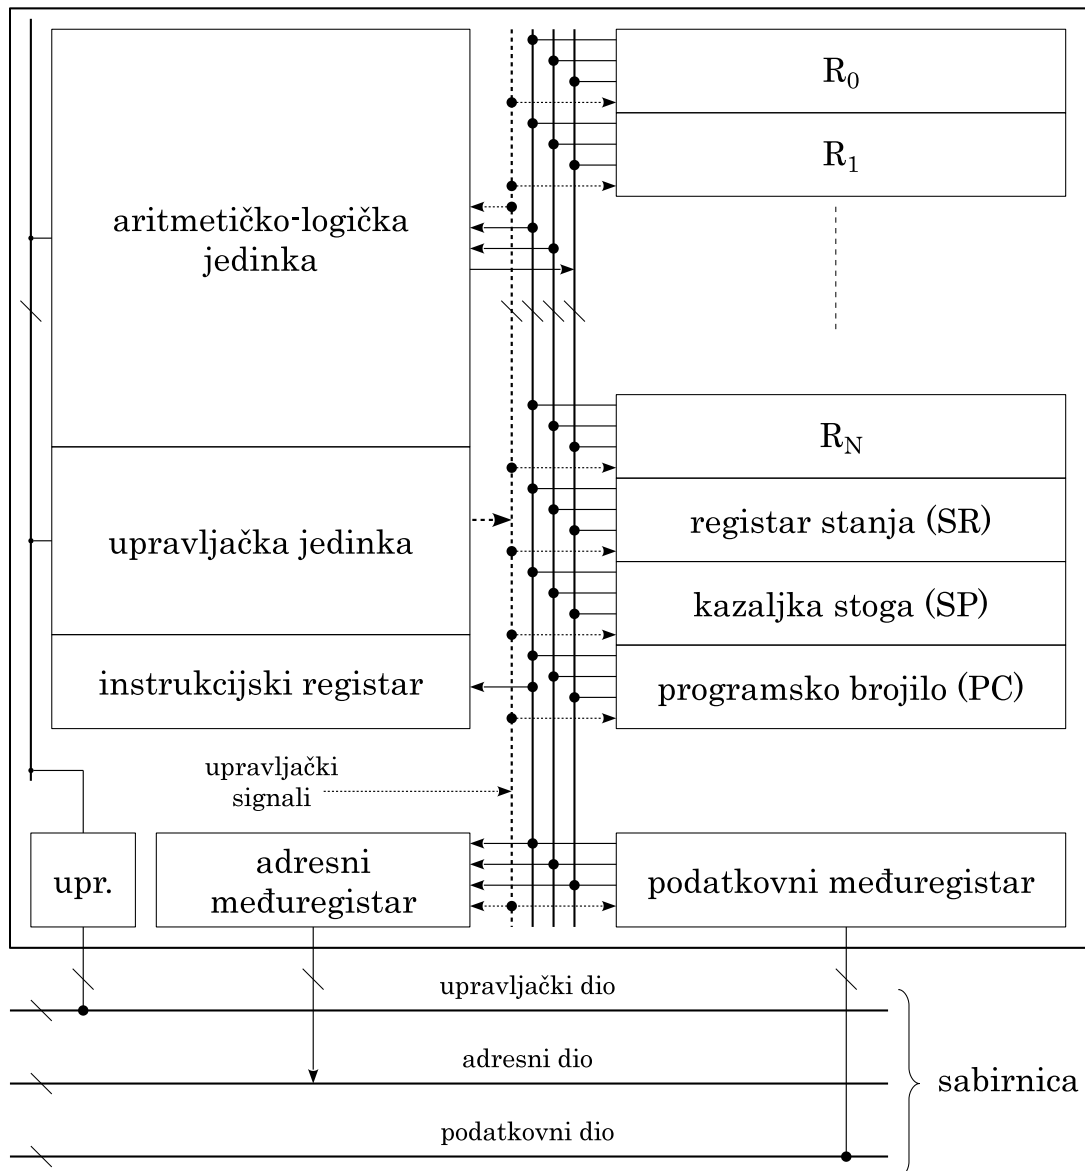 aritmetičko-logička
jedinka
upravljačka jedinka
instrukcijski registar
R₀
R₁
R_N
registar stanja (SR)
kazaljka stoga (SP)
programsko brojilo (PC)
upravljački
signali
upr.
adresni
međuregistar
podatkovni međuregistar
upravljački dio
adresni dio
podatkovni dio
sabirnica